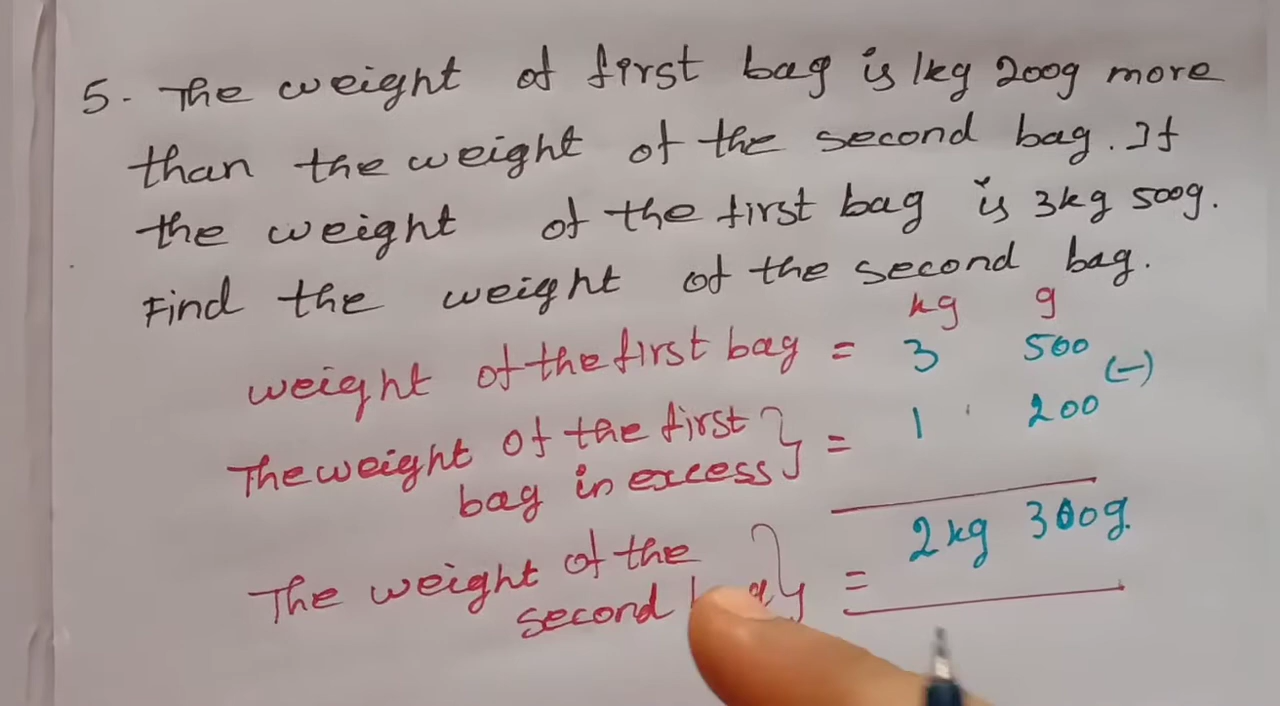 5. The weight of first bag is 1kg 200g more
than the weight of the second bag. If
the weight of the first bag is 3kg 500g.
Find the weight of the second bag.
kg g
weight of the first bag = 3 500
(-)
The weight of the first
bag in excess } = 1 200
The weight of the
second } = 2kg 300g.